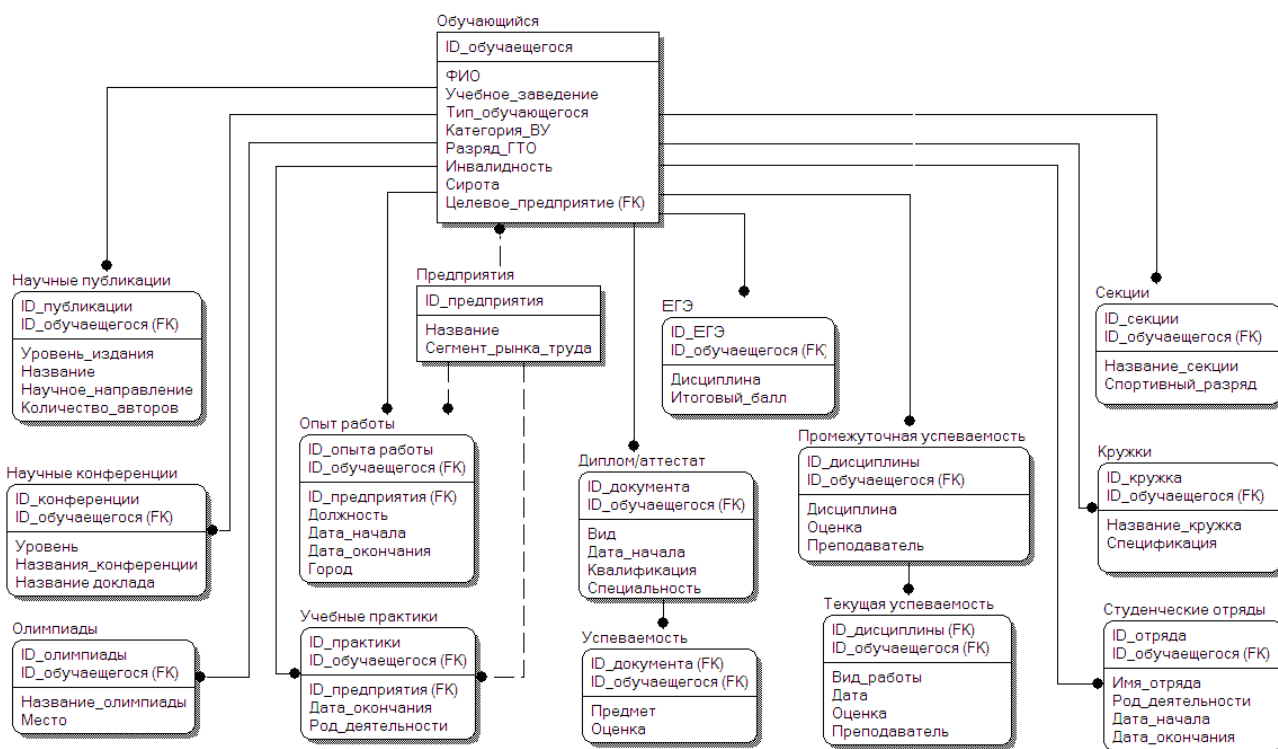 Обучающийся
ID_обучаещегося
ФИО
Учебное_заведение
Тип_обучающегося
Категория_ВУ
Разряд_ГТО
Инвалидность
Сирота
Целевое_предприятие (FK)
Научные публикации
ID_публикации
ID_обучаещегося (FK)
Уровень_издания
Название
Научное_направление
Количество_авторов
Предприятия
ID_предприятия
Название
Сегмент_рынка_труда
ЕГЭ
ID_ЕГЭ
ID_обучаещегося (FK)
Дисциплина
Итоговый_балл
Секции
ID_секции
ID_обучаещегося (FK)
Название_секции
Спортивный_разряд
Опыт работы
ID_опыта работы
ID_обучаещегося (FK)
ID_предприятия (FK)
Должность
Дата_начала
Дата_окончания
Город
Научные конференции
ID_конференции
ID_обучаещегося (FK)
Уровень
Названия_конференции
Название доклада
Диплом/аттестат
ID_документа
ID_обучаещегося (FK)
Вид
Дата_начала
Квалификация
Специальность
Промежуточная успеваемость
ID_дисциплины
ID_обучаещегося (FK)
Дисциплина
Оценка
Преподаватель
Кружки
ID_кружка
ID_обучаещегося (FK)
Название_кружка
Спецификация
Олимпиады
ID_олимпиады
ID_обучаещегося (FK)
Название_олимпиады
Место
Учебные практики
ID_практики
ID_обучаещегося (FK)
ID_предприятия (FK)
Дата_окончания
Род_деятельности
Успеваемость
ID_документа (FK)
ID_обучаещегося (FK)
Предмет
Оценка
Текущая успеваемость
ID_дисциплины (FK)
ID_обучаещегося (FK)
Вид_работы
Дата
Оценка
Преподаватель
Студенческие отряды
ID_отряда
ID_обучаещегося (FK)
Имя_отряда
Род_деятельности
Дата_начала
Дата_окончания